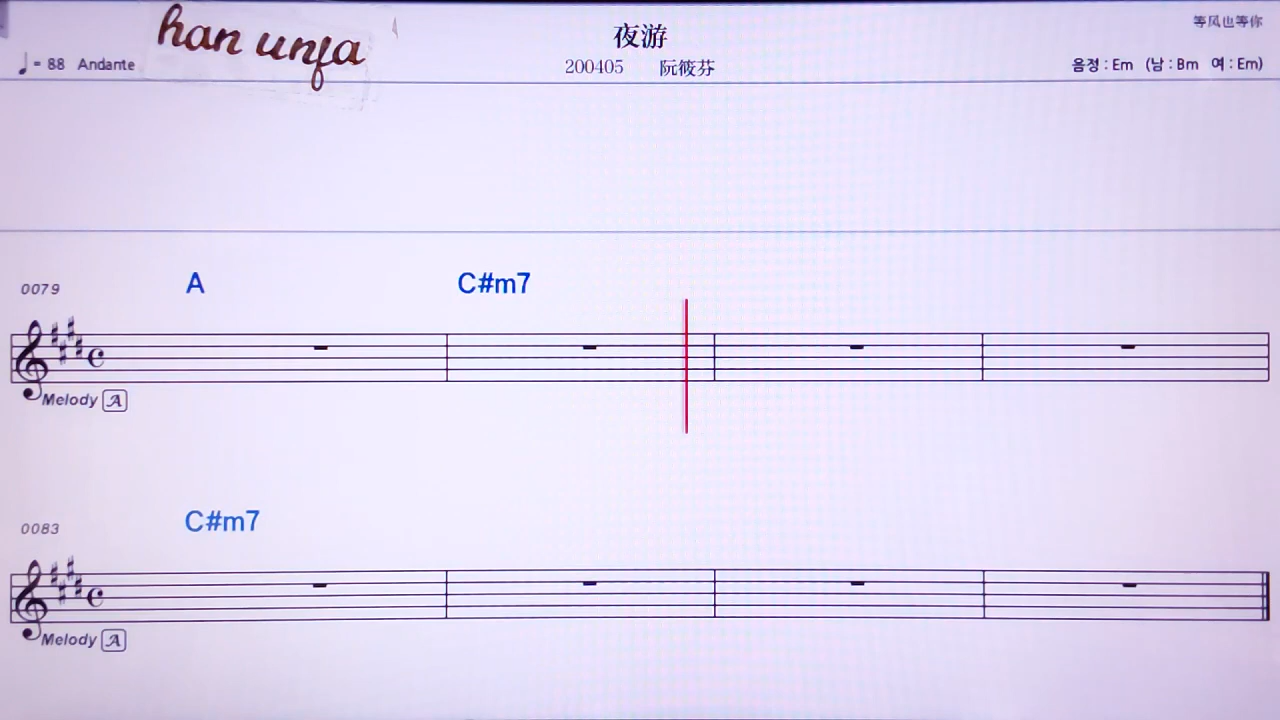 han unfa
夜游
等风也等你
♩ = 88 Andante
200405 阮筱芬
음정 : Em (남 : Bm 여 : Em)
0079
A C#m7
Melody A
0083
C#m7
Melody A